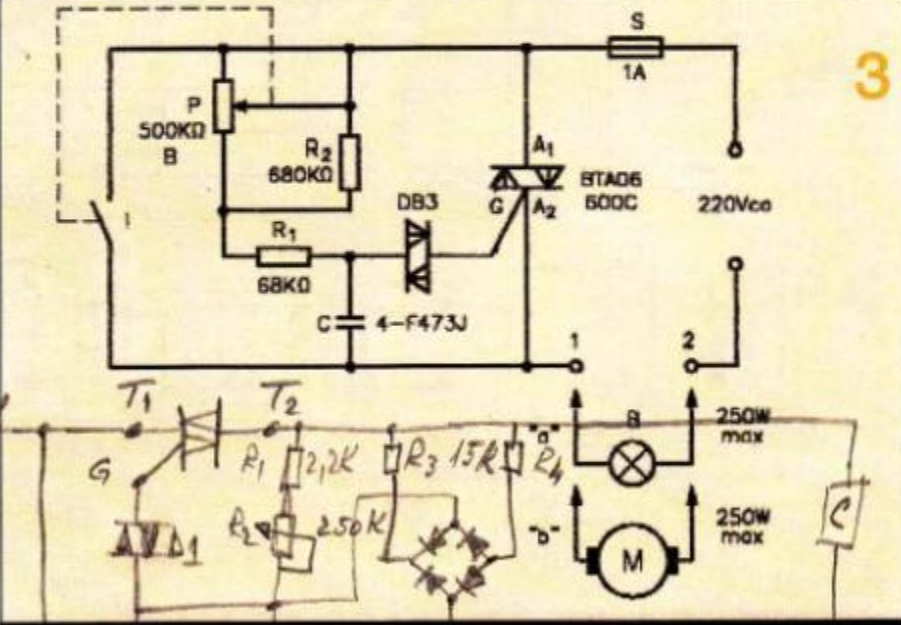 S
1A
3
P
500KΩ
B
R2
680KΩ
A1
BTA06
600C
G
A2
DB3
220Vca
R1
68KΩ
C
4-F473J
1
2
T1
T2
"a"
B
250W
max
G
R1
2,2K
R3
15K
R4
R2
250K
1
"b"
M
250W
max
C